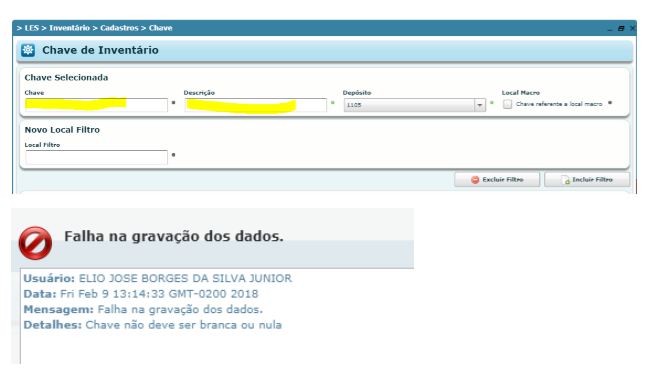 > LES > Inventário > Cadastros > Chave
Chave de Inventário
Chave Selecionada
Chave Descrição Depósito Local Macro
1105 Chave referente a local macro
Novo Local Filtro
Local Filtro
Excluir Filtro Incluir Filtro
Falha na gravação dos dados.
Usuário: ELIO JOSE BORGES DA SILVA JUNIOR
Data: Fri Feb 9 13:14:33 GMT-0200 2018
Mensagem: Falha na gravação dos dados.
Detalhes: Chave não deve ser branca ou nula